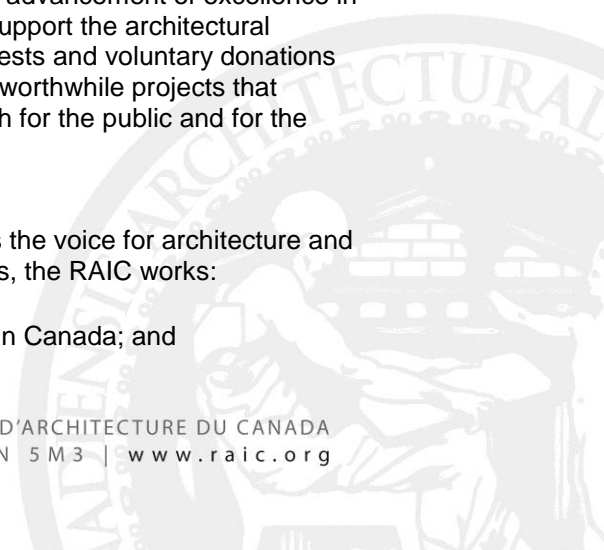 advancement of excellence in
upport the architectural
ests and voluntary donations
worthwhile projects that
h for the public and for the
s the voice for architecture and
s, the RAIC works:
n Canada; and
D'ARCHITECTURE DU CANADA
N 5M3 | www.raic.org
ARCHITECTURAL